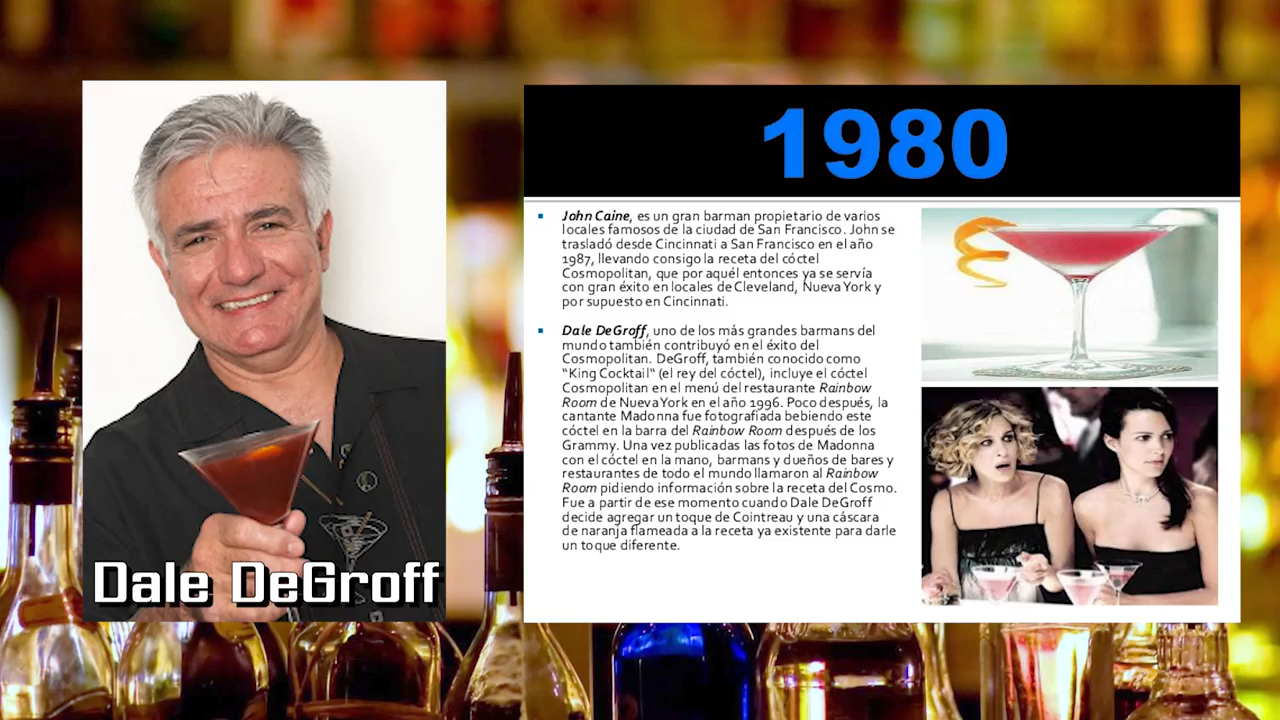 Dale DeGroff
1980
John Caine, es un gran barman propietario de varios
locales famosos de la ciudad de San Francisco. John se
trasladó desde Cincinnati a San Francisco en el año
1987, llevando consigo la receta del cóctel
Cosmopolitan, que por aquél entonces ya se servía
con gran éxito en locales de Cleveland, Nueva York y
por supuesto en Cincinnati.
Dale DeGroff, uno de los más grandes barmans del
mundo también contribuyó en el éxito del
Cosmopolitan. DeGroff, también conocido como
"King Cocktail" (el rey del cóctel), incluye el cóctel
Cosmopolitan en el menú del restaurante Rainbow
Room de Nueva York en el año 1996. Poco después, la
cantante Madonna fue fotografiada bebiendo este
cóctel en la barra del Rainbow Room después de los
Grammy. Una vez publicadas las fotos de Madonna
con el cóctel en la mano, barmans y dueños de bares y
restaurantes de todo el mundo llamaron al Rainbow
Room pidiendo información sobre la receta del Cosmo.
Fue a partir de ese momento cuando Dale DeGroff
decide agregar un toque de Cointreau y una cáscara
de naranja flameada a la receta ya existente para darle
un toque diferente.